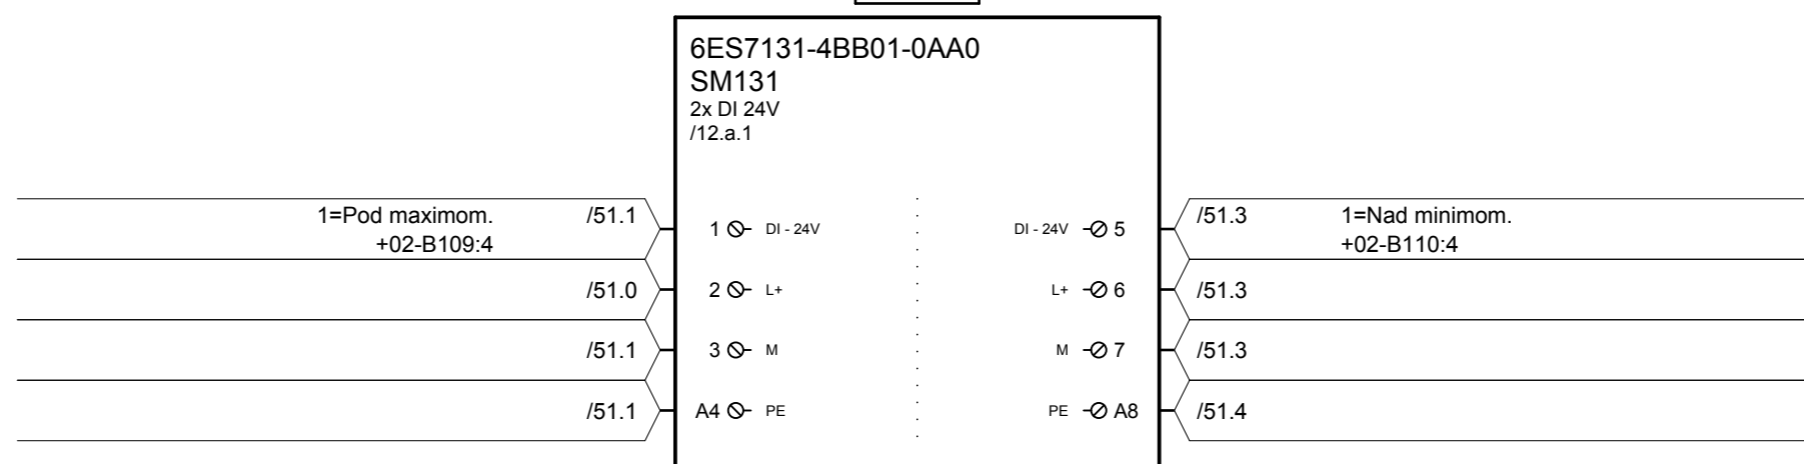 6ES7131-4BB01-0AA0
SM131
2x DI 24V
/12.a.1
1=Pod maximom. /51.1 1 DI - 24V DI - 24V 5 /51.3 1=Nad minimom.
+02-B109:4 +02-B110:4
/51.0 2 L+ L+ 6 /51.3
/51.1 3 M M 7 /51.3
/51.1 A4 PE PE A8 /51.4